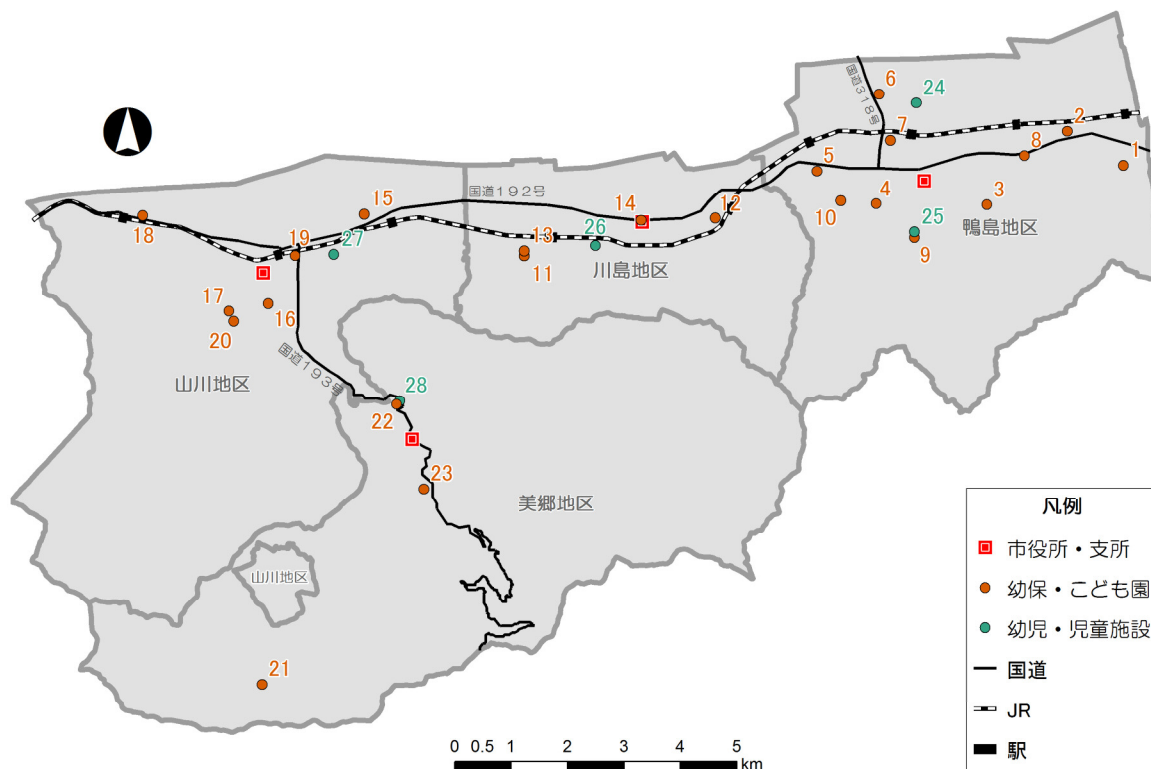 国道318号
6
24
7
2
8
1
5
国道192号
15
14
12
10
4
3
25
鴨島地区
9
18
19
27
13
26
11
川島地区
17
16
20
国道193号
山川地区
28
22
23
美郷地区
山川地区
21
凡例
市役所・支所
幼保・こども園
幼児・児童施設
国道
JR
駅
0 0.5 1 2 3 4 5
km